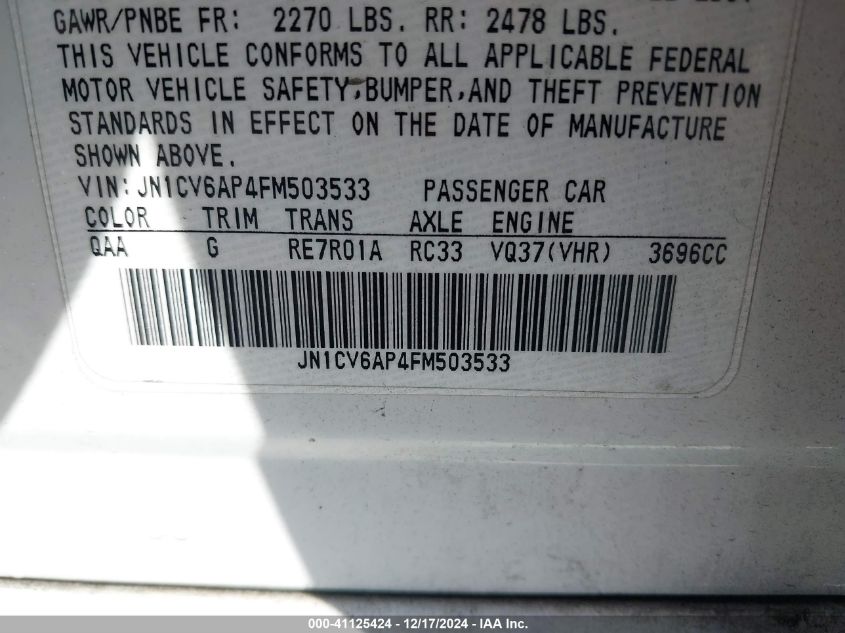 GAWR/PNBE FR: 2270 LBS. RR: 2478 LBS.
THIS VEHICLE CONFORMS TO ALL APPLICABLE FEDERAL
MOTOR VEHICLE SAFETY,BUMPER,AND THEFT PREVENTION
STANDARDS IN EFFECT ON THE DATE OF MANUFACTURE
SHOWN ABOVE.
VIN:JN1CV6AP4FM503533 PASSENGER CAR
COLOR TRIM TRANS AXLE ENGINE
QAA G RE7R01A RC33 VQ37(VHR) 3696CC
JN1CV6AP4FM503533
000-41125424 - 12/17/2024 - IAA Inc.